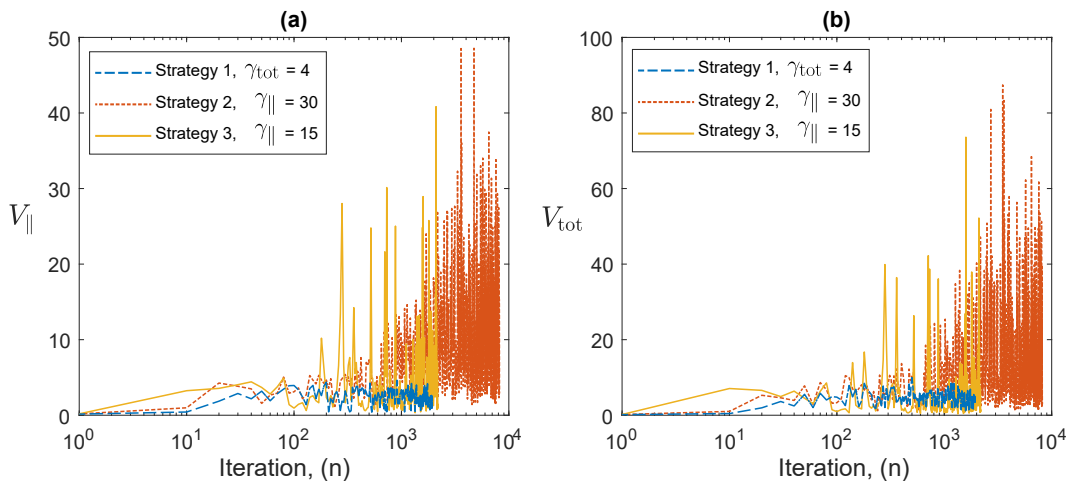 (a)
50
40
30
20
10
0
V∥
Strategy 1, γtot = 4
Strategy 2, γ∥ = 30
Strategy 3, γ∥ = 15
10^0 10^1 10^2 10^3 10^4
Iteration, (n)
(b)
100
80
60
40
20
0
Vtot
Strategy 1, γtot = 4
Strategy 2, γ∥ = 30
Strategy 3, γ∥ = 15
10^0 10^1 10^2 10^3 10^4
Iteration, (n)